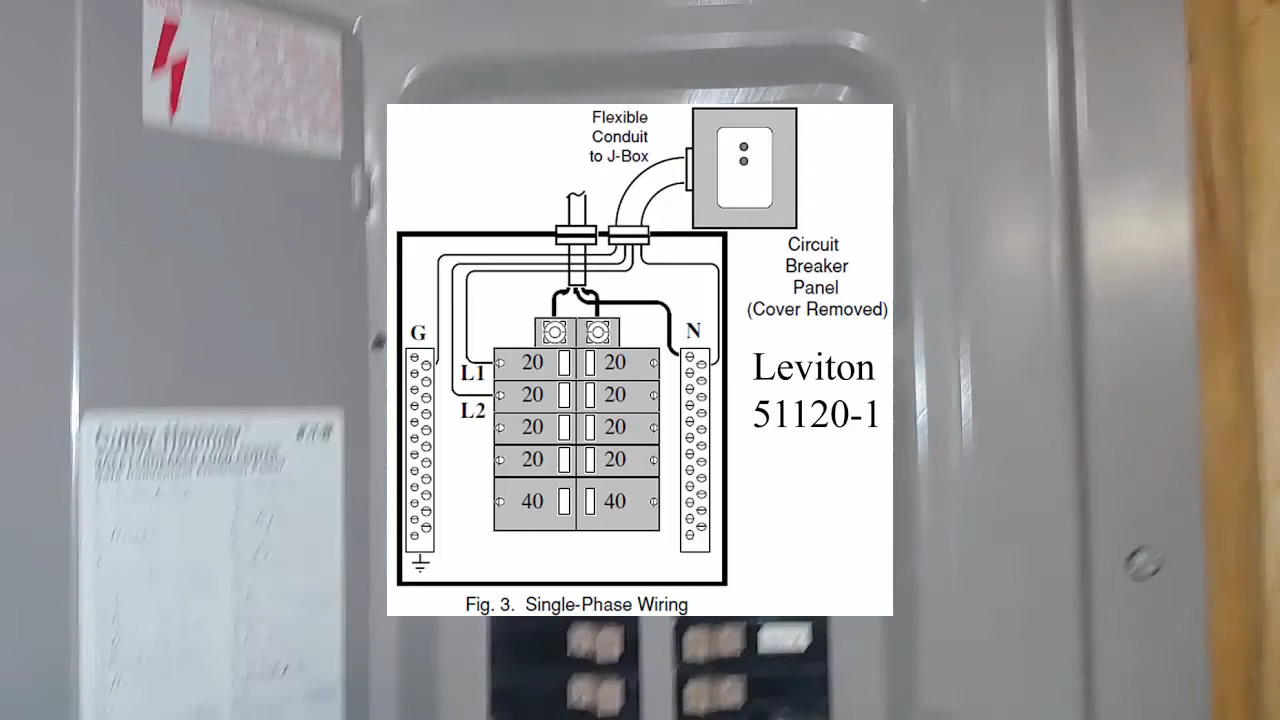 Flexible
Conduit
to J-Box
Circuit
Breaker
Panel
(Cover Removed)
G
N
L1
L2
20 20
20 20
20 20
20 20
40 40
Leviton
51120-1
Fig. 3. Single-Phase Wiring